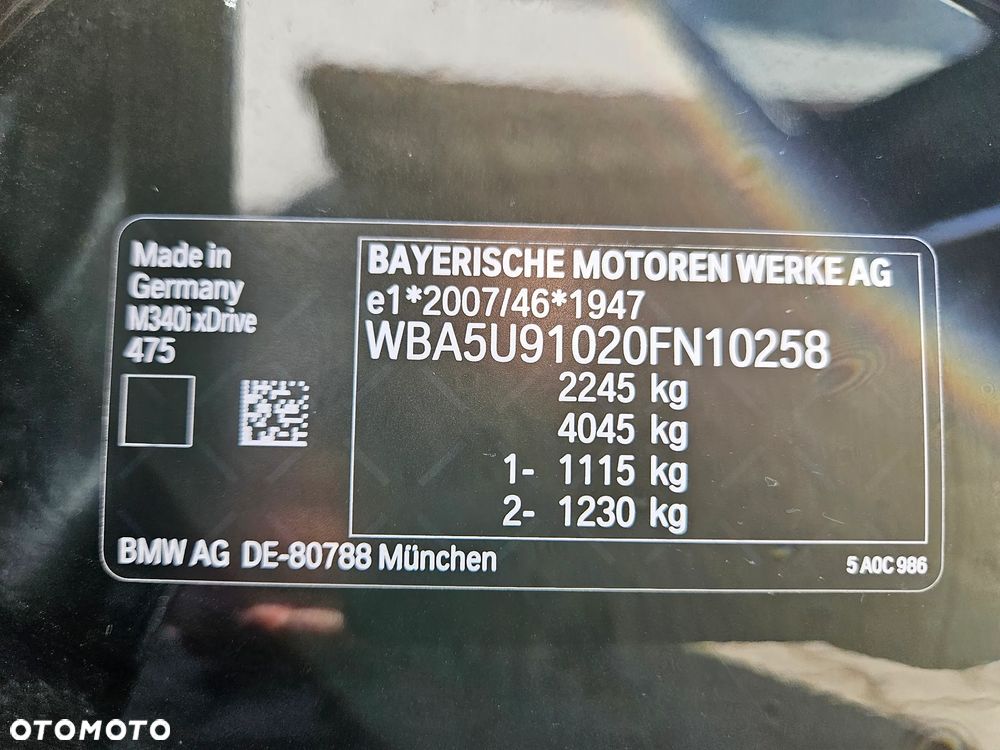 Made in
Germany
M340i xDrive
475
BAYERISCHE MOTOREN WERKE AG
e1*2007/46*1947
WBA5U91020FN10258
2245 kg
4045 kg
1- 1115 kg
2- 1230 kg
BMW AG DE-80788 München
5 A0C 986
OTOMOTO